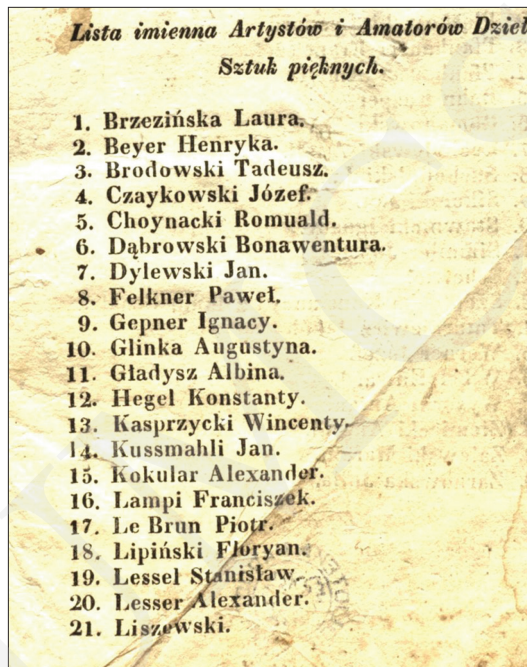 Lista imienna Artystów i Amatorów Dzieł
Sztuk pięknych.
1. Brzezińska Laura.
2. Beyer Henryka.
3. Brodowski Tadeusz.
4. Czaykowski Józef.
5. Choynacki Romuald.
6. Dąbrowski Bonawentura.
7. Dylewski Jan.
8. Felkner Paweł.
9. Gepner Ignacy.
10. Glinka Augustyna.
11. Gładysz Albina.
12. Hegel Konstanty.
13. Kasprzycki Wincenty.
14. Kussmahli Jan.
15. Kokular Alexander.
16. Lampi Franciszek.
17. Le Brun Piotr.
18. Lipiński Floryan.
19. Lessel Stanisław.
20. Lesser Alexander.
21. Liszewski.